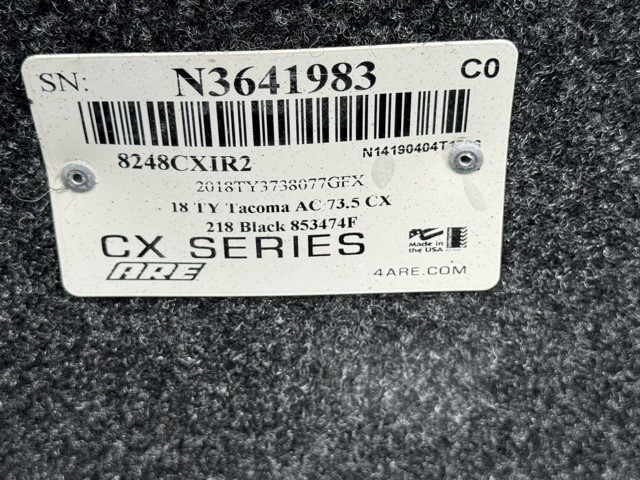 SN: N3641983 C0
8248CXIR2
2018TY3738077GFX
18 TY Tacoma AC 73.5 CX
218 Black 853474F
CX SERIES
Made in
the USA
ARE
4ARE.COM